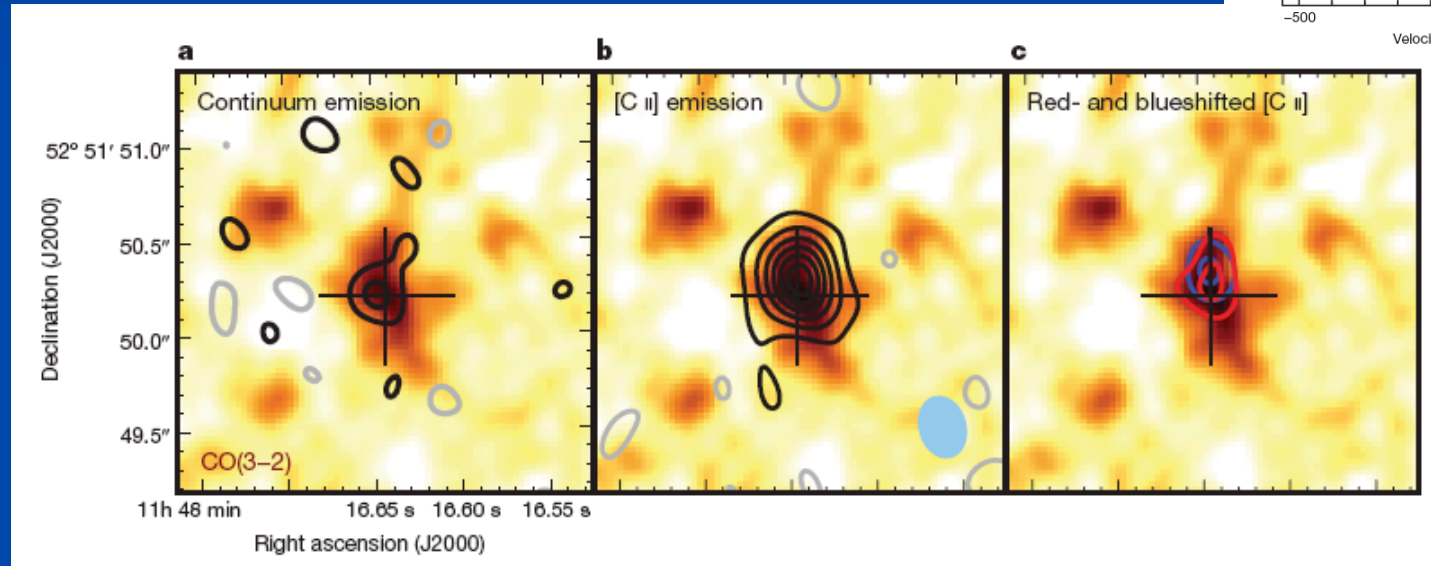 −500
Veloci
a
b
c
Continuum emission
[C II] emission
Red- and blueshifted [C II]
52° 51′ 51.0″
50.5″
50.0″
49.5″
Declination (J2000)
CO(3–2)
11h 48 min
16.65 s
16.60 s
16.55 s
Right ascension (J2000)